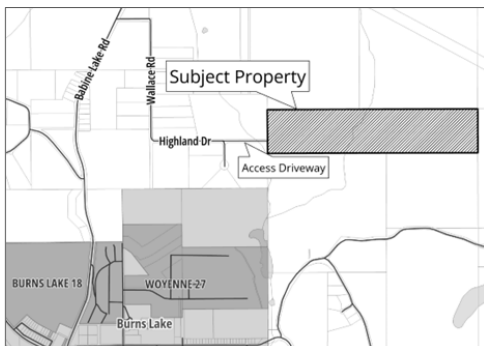 Babine Lake Rd
Wallace Rd
Subject Property
Highland Dr
Access Driveway
BURNS LAKE 18
WOYENNE 27
Burns Lake